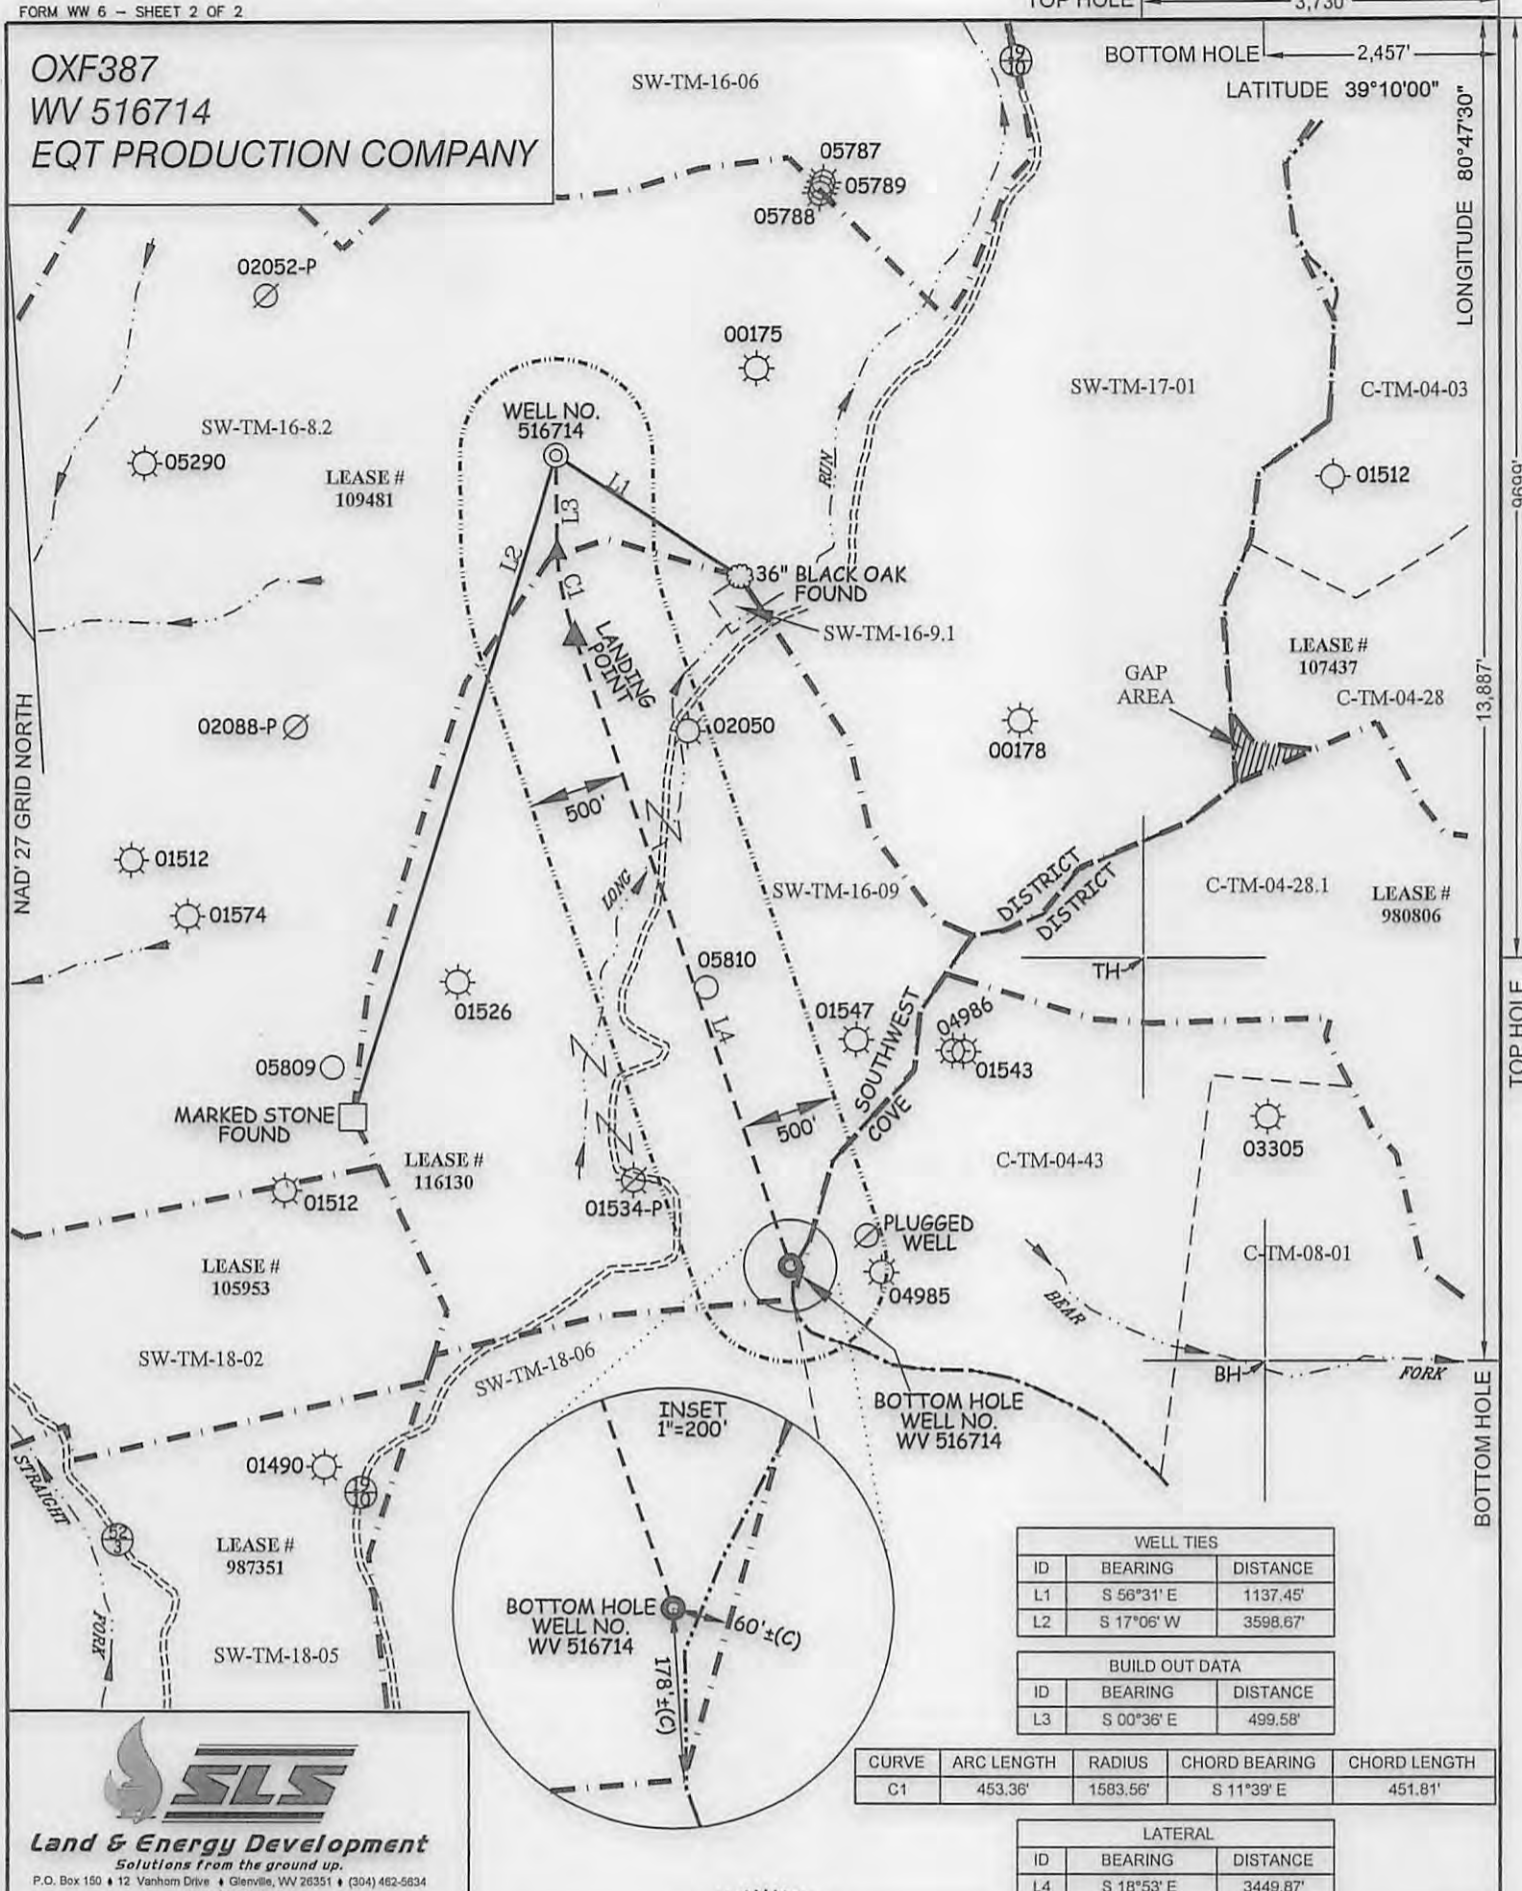 FORM WW 6 – SHEET 2 OF 2
TOP HOLE
3,730
OXF387
WV 516714
EQT PRODUCTION COMPANY
BOTTOM HOLE
2,457'
LATITUDE 39°10'00"
LONGITUDE 80°47'30"
SW-TM-16-06
19
10
05787
05789
05788
02052-P
00175
SW-TM-17-01
C-TM-04-03
SW-TM-16-8.2
05290
LEASE #
109481
WELL NO.
516714
L1
L3
L2
C1
RUN
01512
9699'
36" BLACK OAK
FOUND
SW-TM-16-9.1
LANDING
POINT
LEASE #
107437
GAP
AREA
C-TM-04-28
13,887'
NAD' 27 GRID NORTH
02088-P
02050
00178
500'
01512
01574
LONG
SW-TM-16-09
DISTRICT
DISTRICT
C-TM-04-28.1
LEASE #
980806
TH
05810
01526
L4
01547
SOUTHWEST
COVE
04986
01543
TOP HOLE
05809
MARKED STONE
FOUND
500'
03305
LEASE #
116130
C-TM-04-43
01512
01534-P
PLUGGED
WELL
04985
LEASE #
105953
C-TM-08-01
BEAR
BH
FORK
SW-TM-18-02
SW-TM-18-06
BOTTOM HOLE
WELL NO.
WV 516714
BOTTOM HOLE
INSET
1"=200'
01490
19
10
STRAIGHT
52
3
LEASE #
987351
FORK
SW-TM-18-05
BOTTOM HOLE
WELL NO.
WV 516714
60'±(C)
178'±(C)
WELL TIES
ID BEARING DISTANCE
L1 S 56°31' E 1137.45'
L2 S 17°06' W 3598.67'
BUILD OUT DATA
ID BEARING DISTANCE
L3 S 00°36' E 499.58'
CURVE ARC LENGTH RADIUS CHORD BEARING CHORD LENGTH
C1 453.36' 1583.56' S 11°39' E 451.81'
LATERAL
ID BEARING DISTANCE
L4 S 18°53' E 3449.87'
SLS
Land & Energy Development
Solutions from the ground up.
P.O. Box 150 ♦ 12 Vanhorn Drive ♦ Glenville, WV 26351 ♦ (304) 462-5634